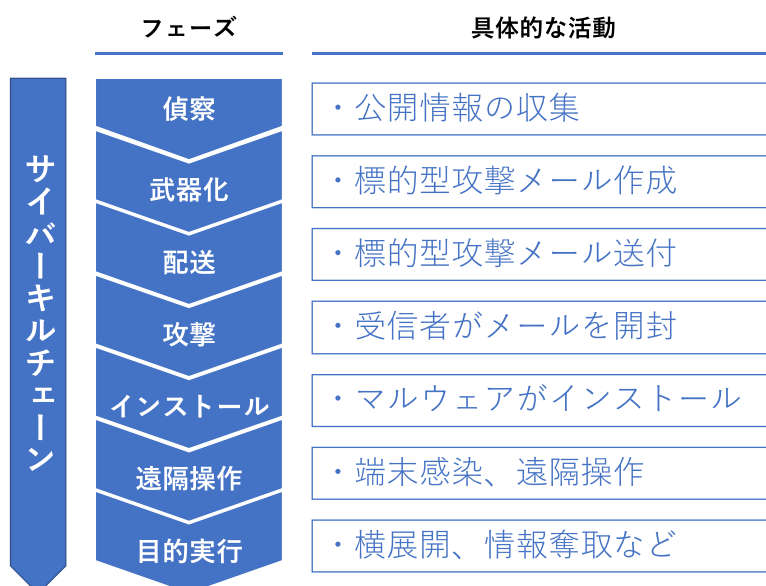 フェーズ
具体的な活動
サイバーキルチェーン
偵察
・公開情報の収集
武器化
・標的型攻撃メール作成
配送
・標的型攻撃メール送付
攻撃
・受信者がメールを開封
インストール
・マルウェアがインストール
遠隔操作
・端末感染、遠隔操作
目的実行
・横展開、情報奪取など